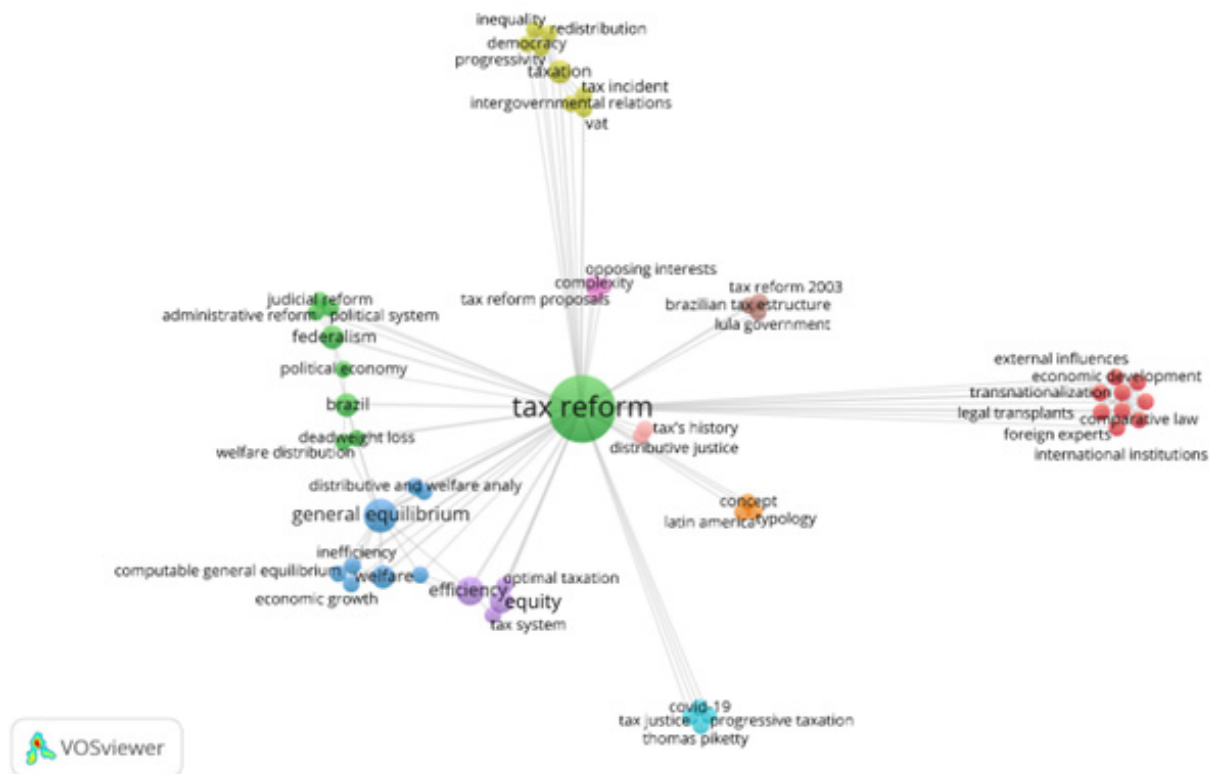 inequality
redistribution
democracy
progressivity
taxation
tax incident
intergovernmental relations
vat
opposing interests
complexity
tax reform proposals
tax reform 2003
brazilian tax estructure
lula government
judicial reform
administrative reform
political system
federalism
political economy
brazil
deadweight loss
welfare distribution
tax reform
tax's history
distributive justice
external influences
economic development
transnationalization
legal transplants
comparative law
foreign experts
international institutions
distributive and welfare analy
general equilibrium
inefficiency
computable general equilibrium
welfare
economic growth
efficiency
optimal taxation
equity
tax system
concept
latin america
typology
covid-19
tax justice
progressive taxation
thomas piketty
VOSviewer